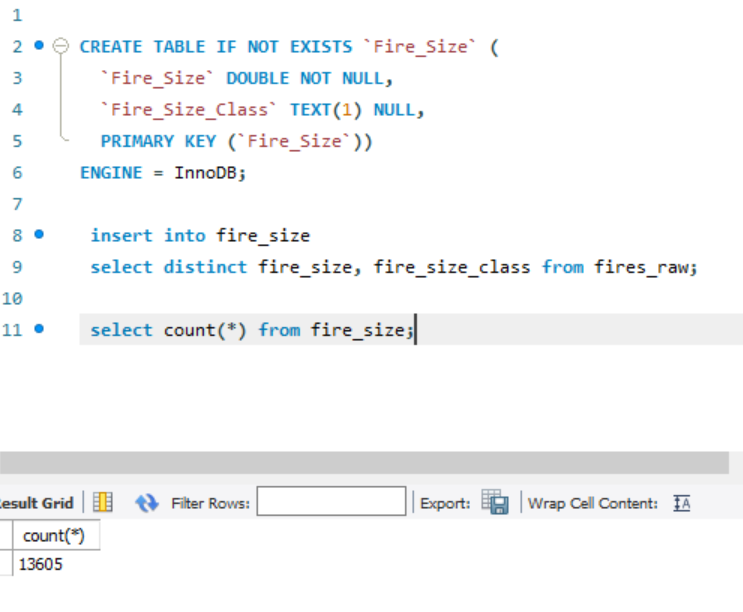 1
2 CREATE TABLE IF NOT EXISTS `Fire_Size` (
3 `Fire_Size` DOUBLE NOT NULL,
4 `Fire_Size_Class` TEXT(1) NULL,
5 PRIMARY KEY (`Fire_Size`))
6 ENGINE = InnoDB;
7
8 insert into fire_size
9 select distinct fire_size, fire_size_class from fires_raw;
10
11 select count(*) from fire_size;
esult Grid Filter Rows: Export: Wrap Cell Content: IA
count(*)
13605